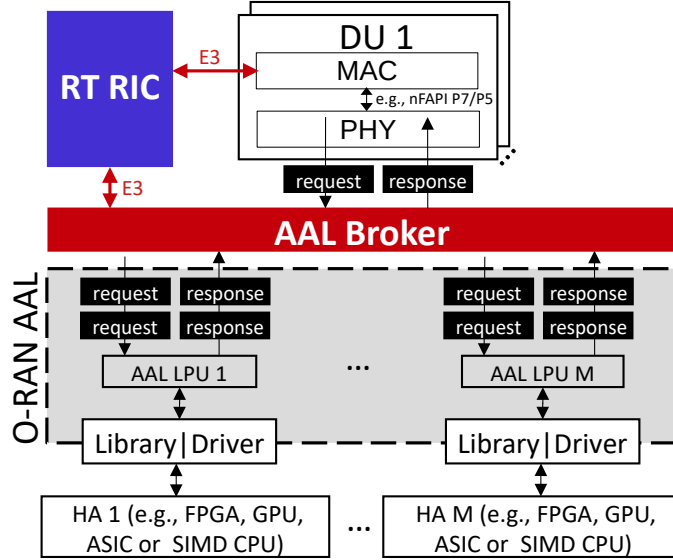 DU 1
E3
MAC
RT RIC
e.g., nFAPI P7/P5
PHY
...
request
response
E3
AAL Broker
O-RAN AAL
request
response
request
response
request
response
request
response
AAL LPU 1
...
AAL LPU M
Library|Driver
Library|Driver
HA 1 (e.g., FPGA, GPU,
ASIC or SIMD CPU)
...
HA M (e.g., FPGA, GPU,
ASIC or SIMD CPU)